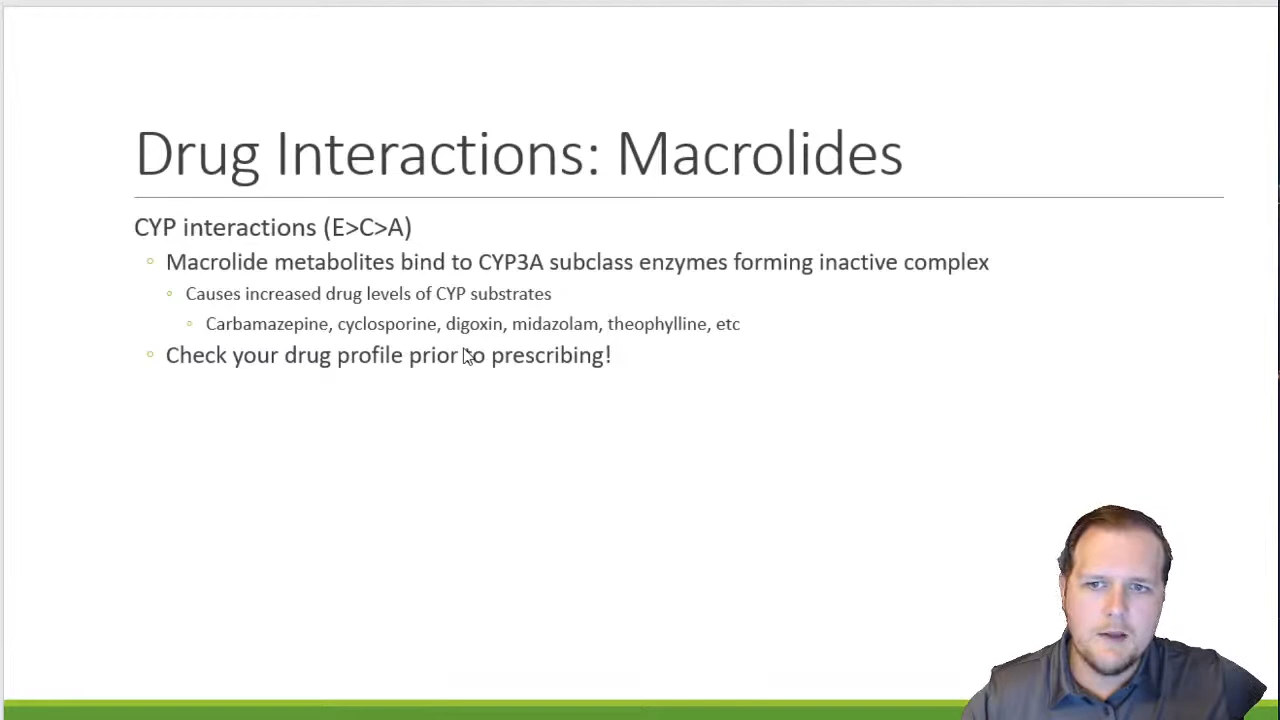 Drug Interactions: Macrolides
CYP interactions (E>C>A)
Macrolide metabolites bind to CYP3A subclass enzymes forming inactive complex
Causes increased drug levels of CYP substrates
Carbamazepine, cyclosporine, digoxin, midazolam, theophylline, etc
Check your drug profile prior to prescribing!